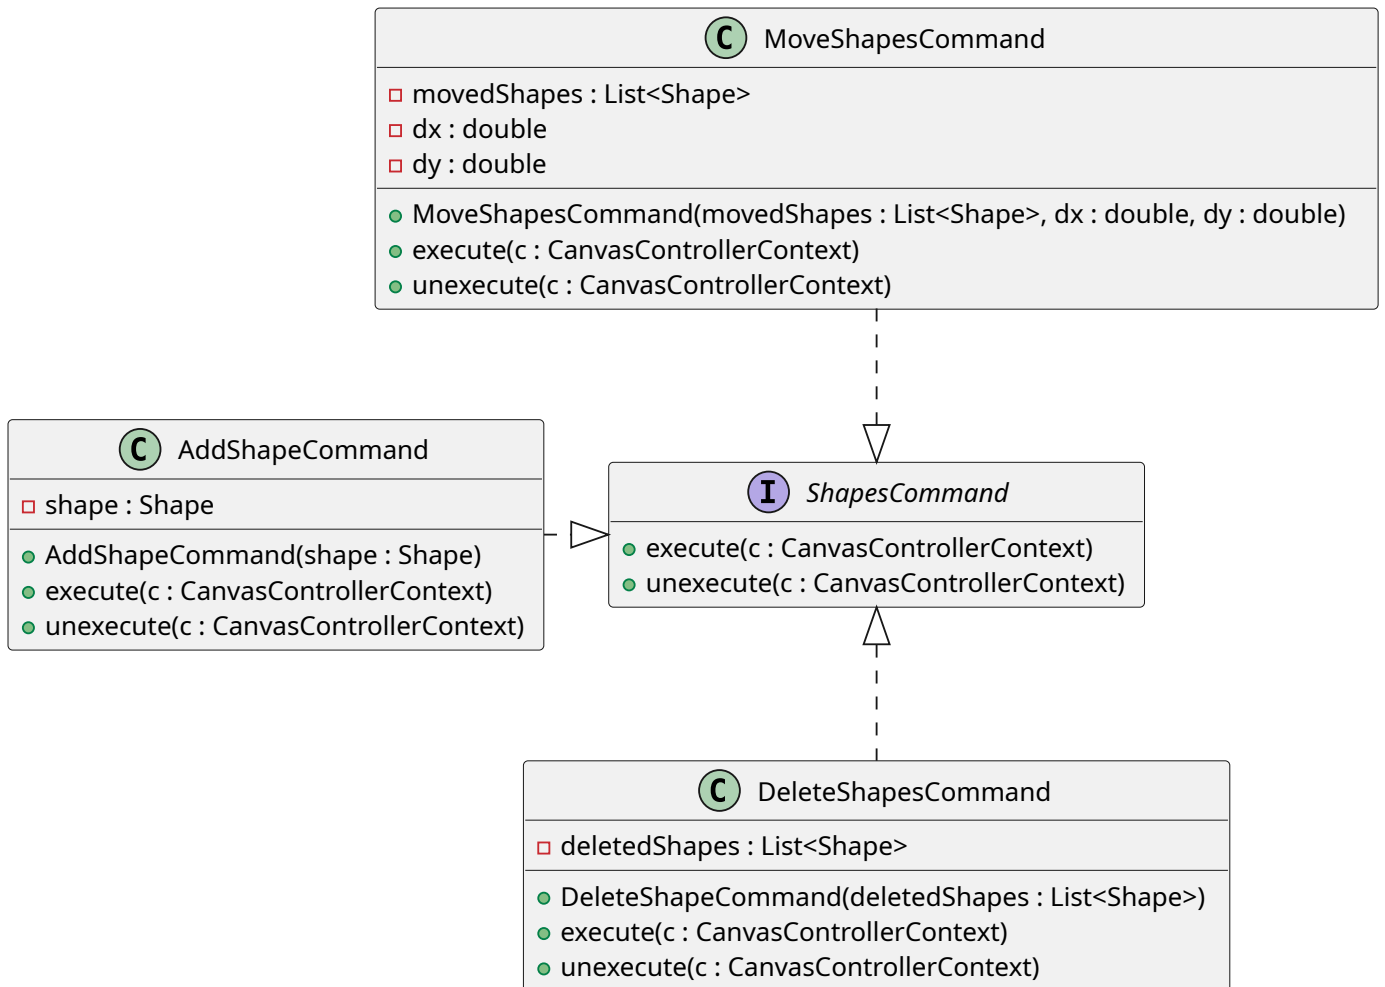 C MoveShapesCommand
movedShapes : List<Shape>
dx : double
dy : double
MoveShapesCommand(movedShapes : List<Shape>, dx : double, dy : double)
execute(c : CanvasControllerContext)
unexecute(c : CanvasControllerContext)
C AddShapeCommand
shape : Shape
AddShapeCommand(shape : Shape)
execute(c : CanvasControllerContext)
unexecute(c : CanvasControllerContext)
I ShapesCommand
execute(c : CanvasControllerContext)
unexecute(c : CanvasControllerContext)
C DeleteShapesCommand
deletedShapes : List<Shape>
DeleteShapeCommand(deletedShapes : List<Shape>)
execute(c : CanvasControllerContext)
unexecute(c : CanvasControllerContext)